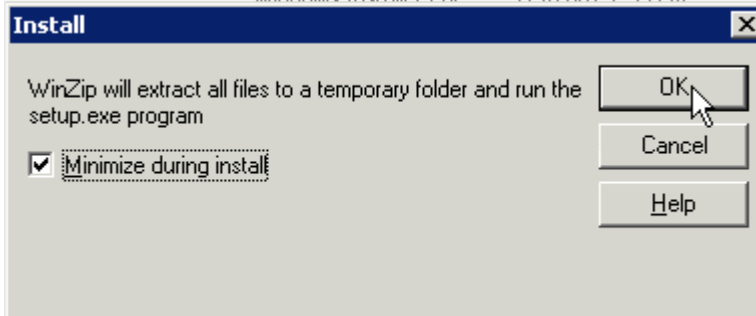 Install
WinZip will extract all files to a temporary folder and run the
setup.exe program
Minimize during install
OK
Cancel
Help